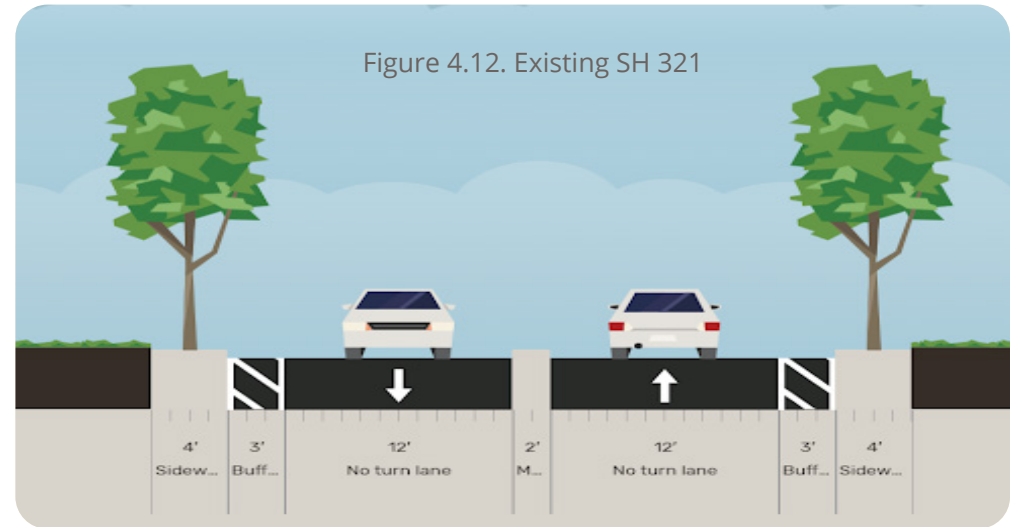 Figure 4.12. Existing SH 321
4' 3' 12' 2' 12' 3' 4'
Sidew... Buff... No turn lane M... No turn lane Buff... Sidew...